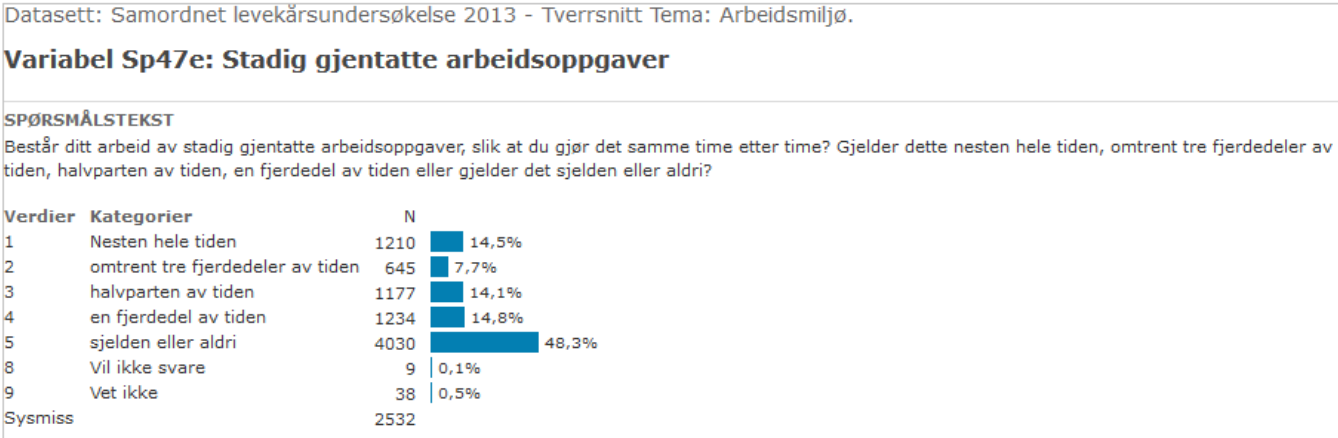 Datasett: Samordnet levekårsundersøkelse 2013 - Tverrsnitt Tema: Arbeidsmiljø.
Variabel Sp47e: Stadig gjentatte arbeidsoppgaver
SPØRSMÅLSTEKST
Består ditt arbeid av stadig gjentatte arbeidsoppgaver, slik at du gjør det samme time etter time? Gjelder dette nesten hele tiden, omtrent tre fjerdedeler av
tiden, halvparten av tiden, en fjerdedel av tiden eller gjelder det sjelden eller aldri?
Verdier Kategorier N
1 Nesten hele tiden 1210 14,5%
2 omtrent tre fjerdedeler av tiden 645 7,7%
3 halvparten av tiden 1177 14,1%
4 en fjerdedel av tiden 1234 14,8%
5 sjelden eller aldri 4030 48,3%
8 Vil ikke svare 9 0,1%
9 Vet ikke 38 0,5%
Sysmiss 2532